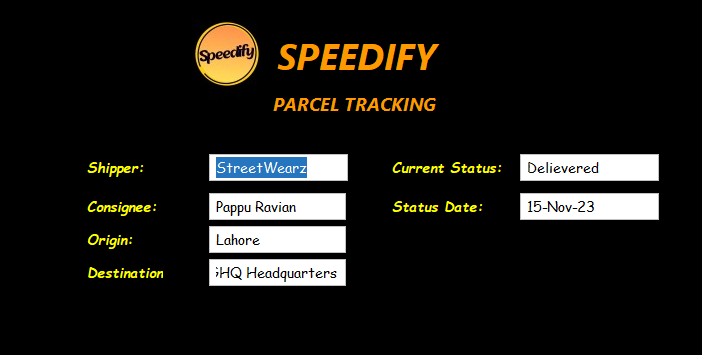 Speedify
SPEEDIFY
PARCEL TRACKING
Shipper: StreetWearz Current Status: Delievered
Consignee: Pappu Ravian Status Date: 15-Nov-23
Origin: Lahore
Destination Headquarters